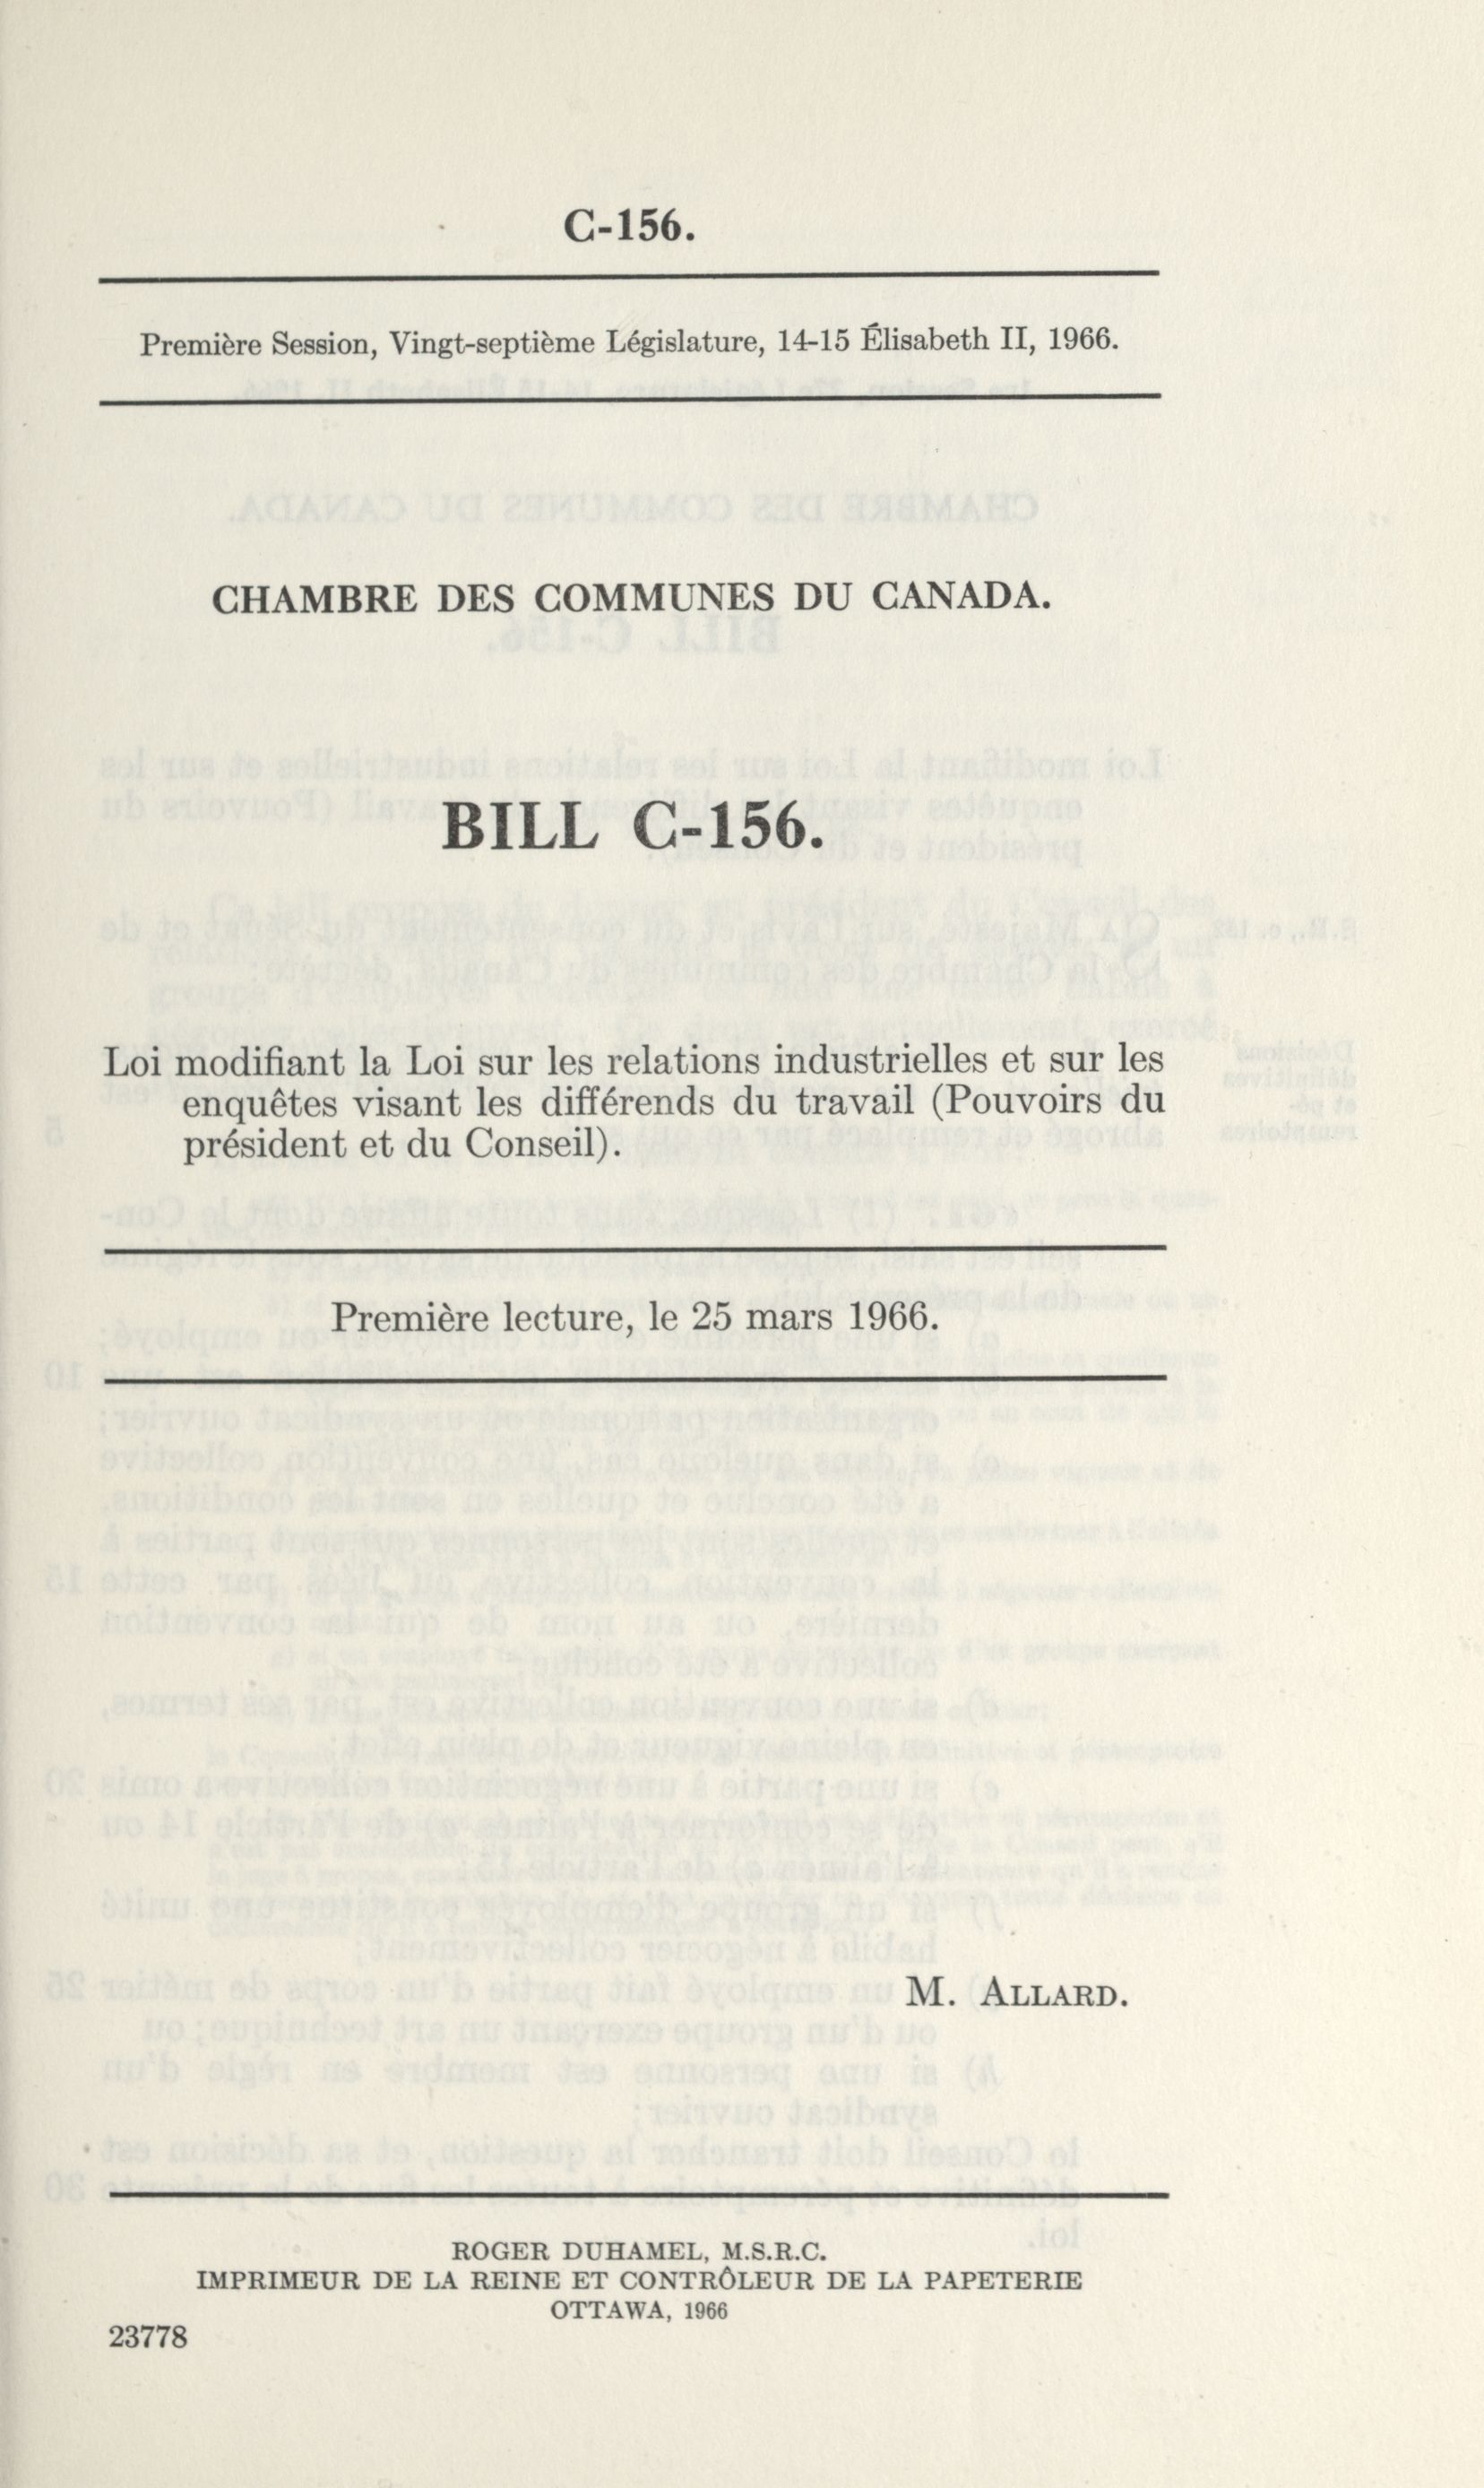 C-156.
Première Session, Vingt-septième Législature, 14-15 Élisabeth II, 1966.
CHAMBRE DES COMMUNES DU CANADA.
BILL C-156.
Loi modifiant la Loi sur les relations industrielles et sur les
enquêtes visant les différends du travail (Pouvoirs du
président et du Conseil).
Première lecture, le 25 mars 1966.
M. ALLARD.
ROGER DUHAMEL, M.S.R.C.
IMPRIMEUR DE LA REINE ET CONTRÔLEUR DE LA PAPETERIE
OTTAWA, 1966
23778